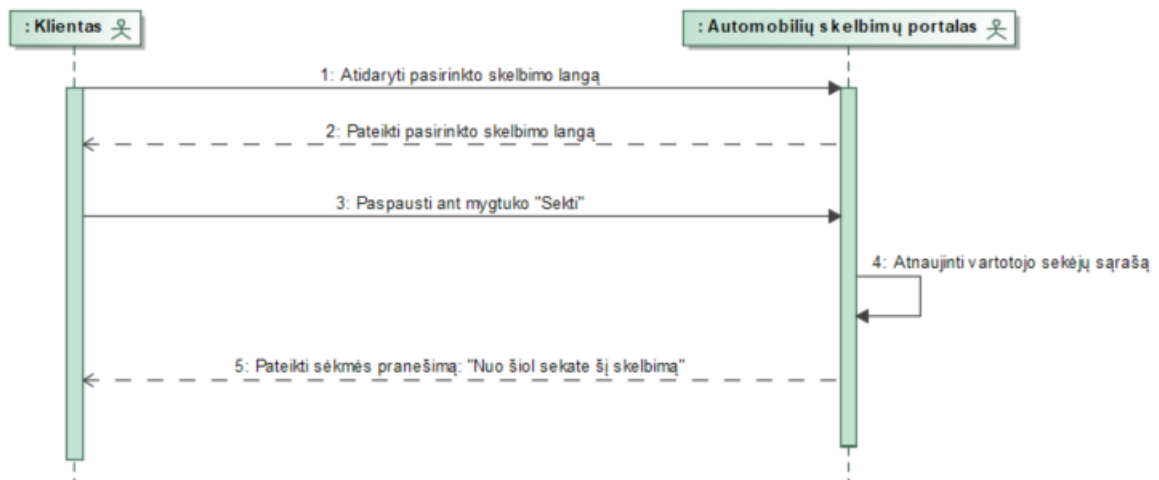 : Klientas
: Automobilių skelbimų portalas
1: Atidaryti pasirinkto skelbimo langą
2: Pateikti pasirinkto skelbimo langą
3: Paspausti ant mygtuko "Sekti"
4: Atnaujinti vartotojo sekėjų sąrašą
5: Pateikti sėkmės pranešimą: "Nuo šiol sekate šį skelbimą"